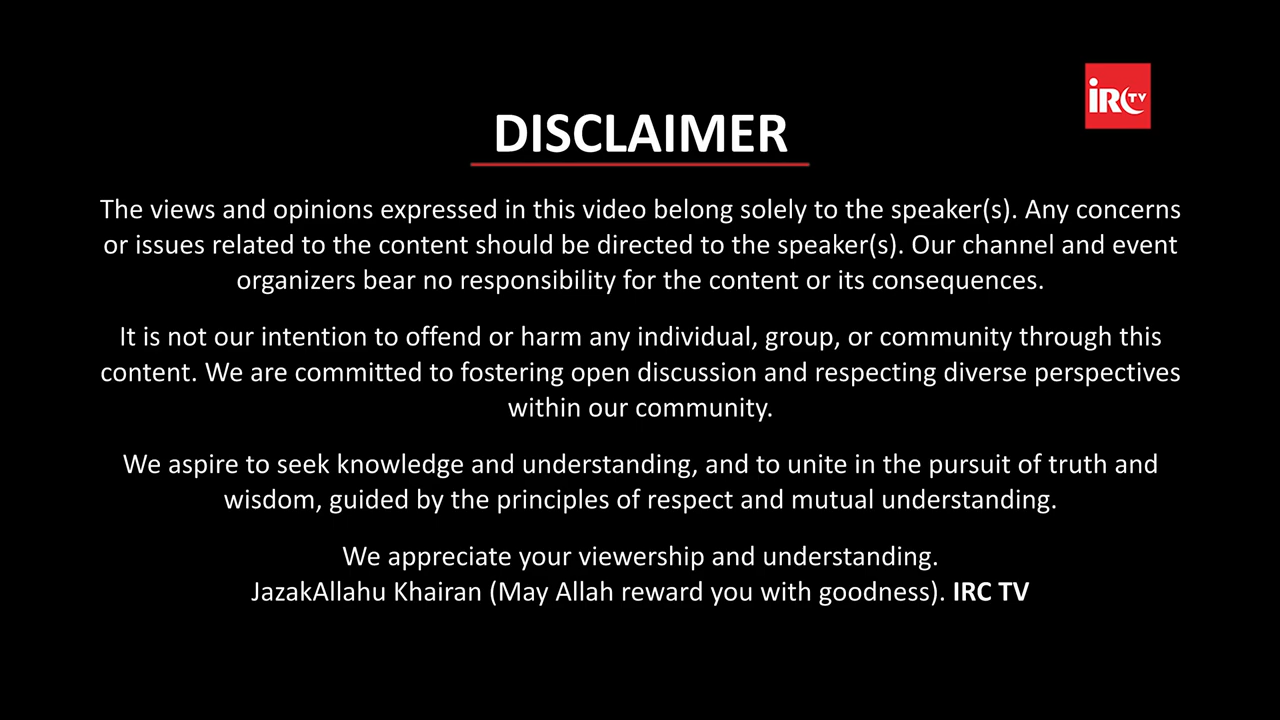 iRC TV
DISCLAIMER
The views and opinions expressed in this video belong solely to the speaker(s). Any concerns
or issues related to the content should be directed to the speaker(s). Our channel and event
organizers bear no responsibility for the content or its consequences.
It is not our intention to offend or harm any individual, group, or community through this
content. We are committed to fostering open discussion and respecting diverse perspectives
within our community.
We aspire to seek knowledge and understanding, and to unite in the pursuit of truth and
wisdom, guided by the principles of respect and mutual understanding.
We appreciate your viewership and understanding.
JazakAllahu Khairan (May Allah reward you with goodness). IRC TV